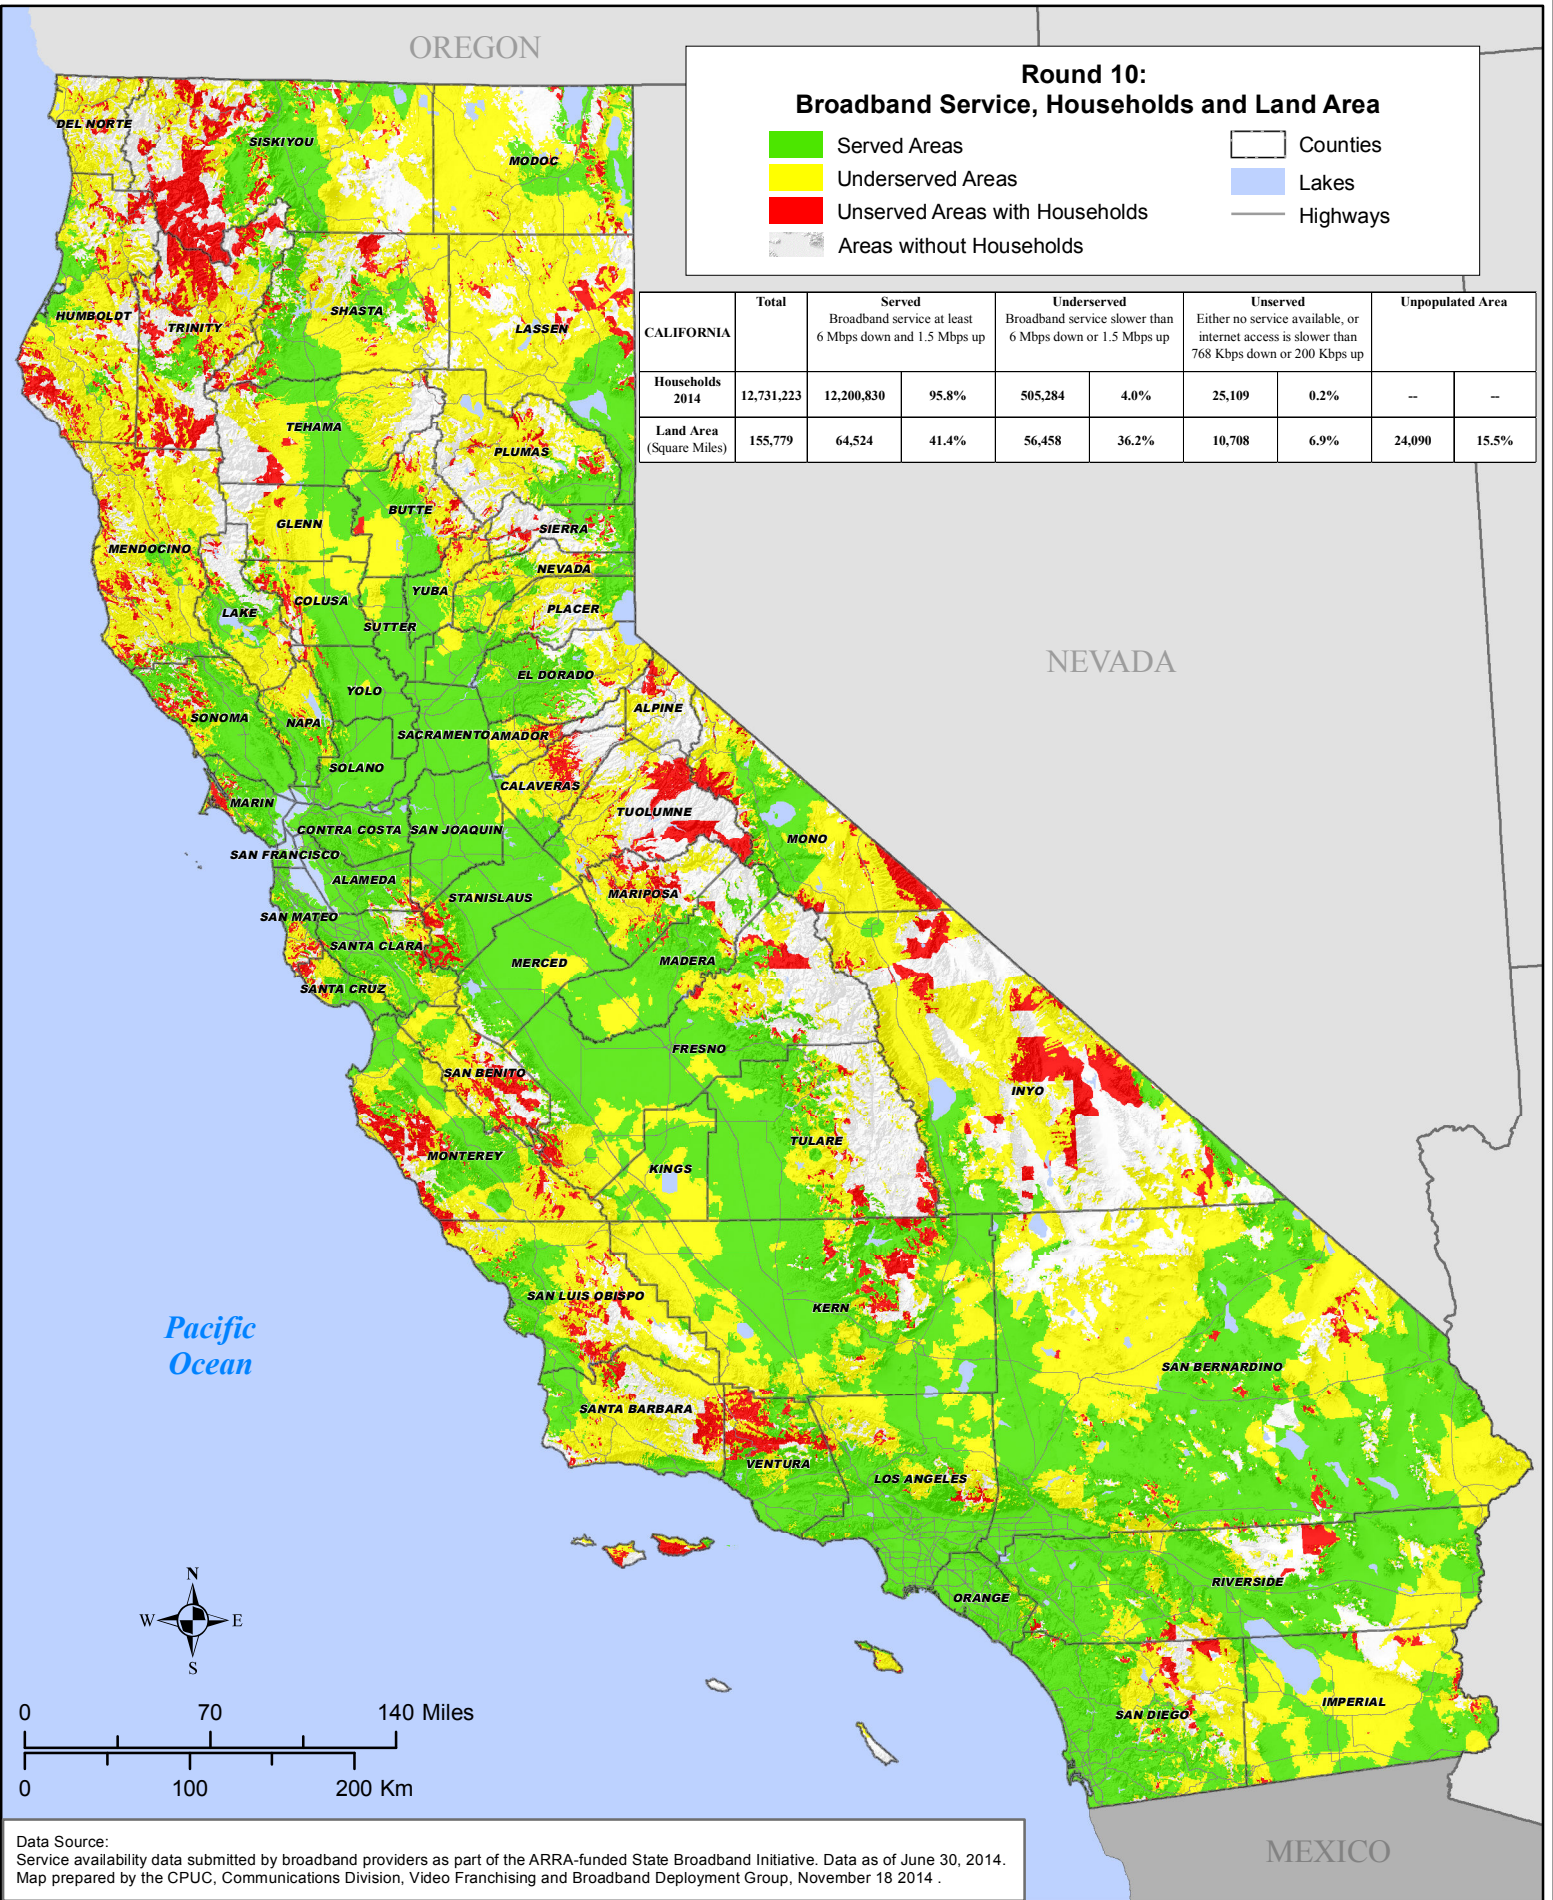 OREGON
Round 10:
Broadband Service, Households and Land Area
Served Areas
Underserved Areas
Unserved Areas with Households
Areas without Households
Counties
Lakes
Highways
CALIFORNIA
Total
Served
Broadband service at least
6 Mbps down and 1.5 Mbps up
Underserved
Broadband service slower than
6 Mbps down or 1.5 Mbps up
Unserved
Either no service available, or
internet access is slower than
768 Kbps down or 200 Kbps up
Unpopulated Area
Households
2014
12,731,223
12,200,830
95.8%
505,284
4.0%
25,109
0.2%
--
--
Land Area
(Square Miles)
155,779
64,524
41.4%
56,458
36.2%
10,708
6.9%
24,090
15.5%
DEL NORTE
SISKIYOU
MODOC
HUMBOLDT
TRINITY
SHASTA
LASSEN
TEHAMA
PLUMAS
GLENN
BUTTE
SIERRA
MENDOCINO
NEVADA
COLUSA
YUBA
LAKE
PLACER
SUTTER
NEVADA
EL DORADO
YOLO
ALPINE
SONOMA
NAPA
SACRAMENTO
AMADOR
SOLANO
CALAVERAS
MARIN
TUOLUMNE
CONTRA COSTA
SAN JOAQUIN
MONO
SAN FRANCISCO
ALAMEDA
STANISLAUS
MARIPOSA
SAN MATEO
SANTA CLARA
MERCED
MADERA
SANTA CRUZ
FRESNO
SAN BENITO
INYO
TULARE
MONTEREY
KINGS
SAN LUIS OBISPO
KERN
Pacific
Ocean
SAN BERNARDINO
SANTA BARBARA
VENTURA
LOS ANGELES
RIVERSIDE
ORANGE
IMPERIAL
SAN DIEGO
N
W
E
S
0
70
140 Miles
0
100
200 Km
MEXICO
Data Source:
Service availability data submitted by broadband providers as part of the ARRA-funded State Broadband Initiative. Data as of June 30, 2014.
Map prepared by the CPUC, Communications Division, Video Franchising and Broadband Deployment Group, November 18 2014 .